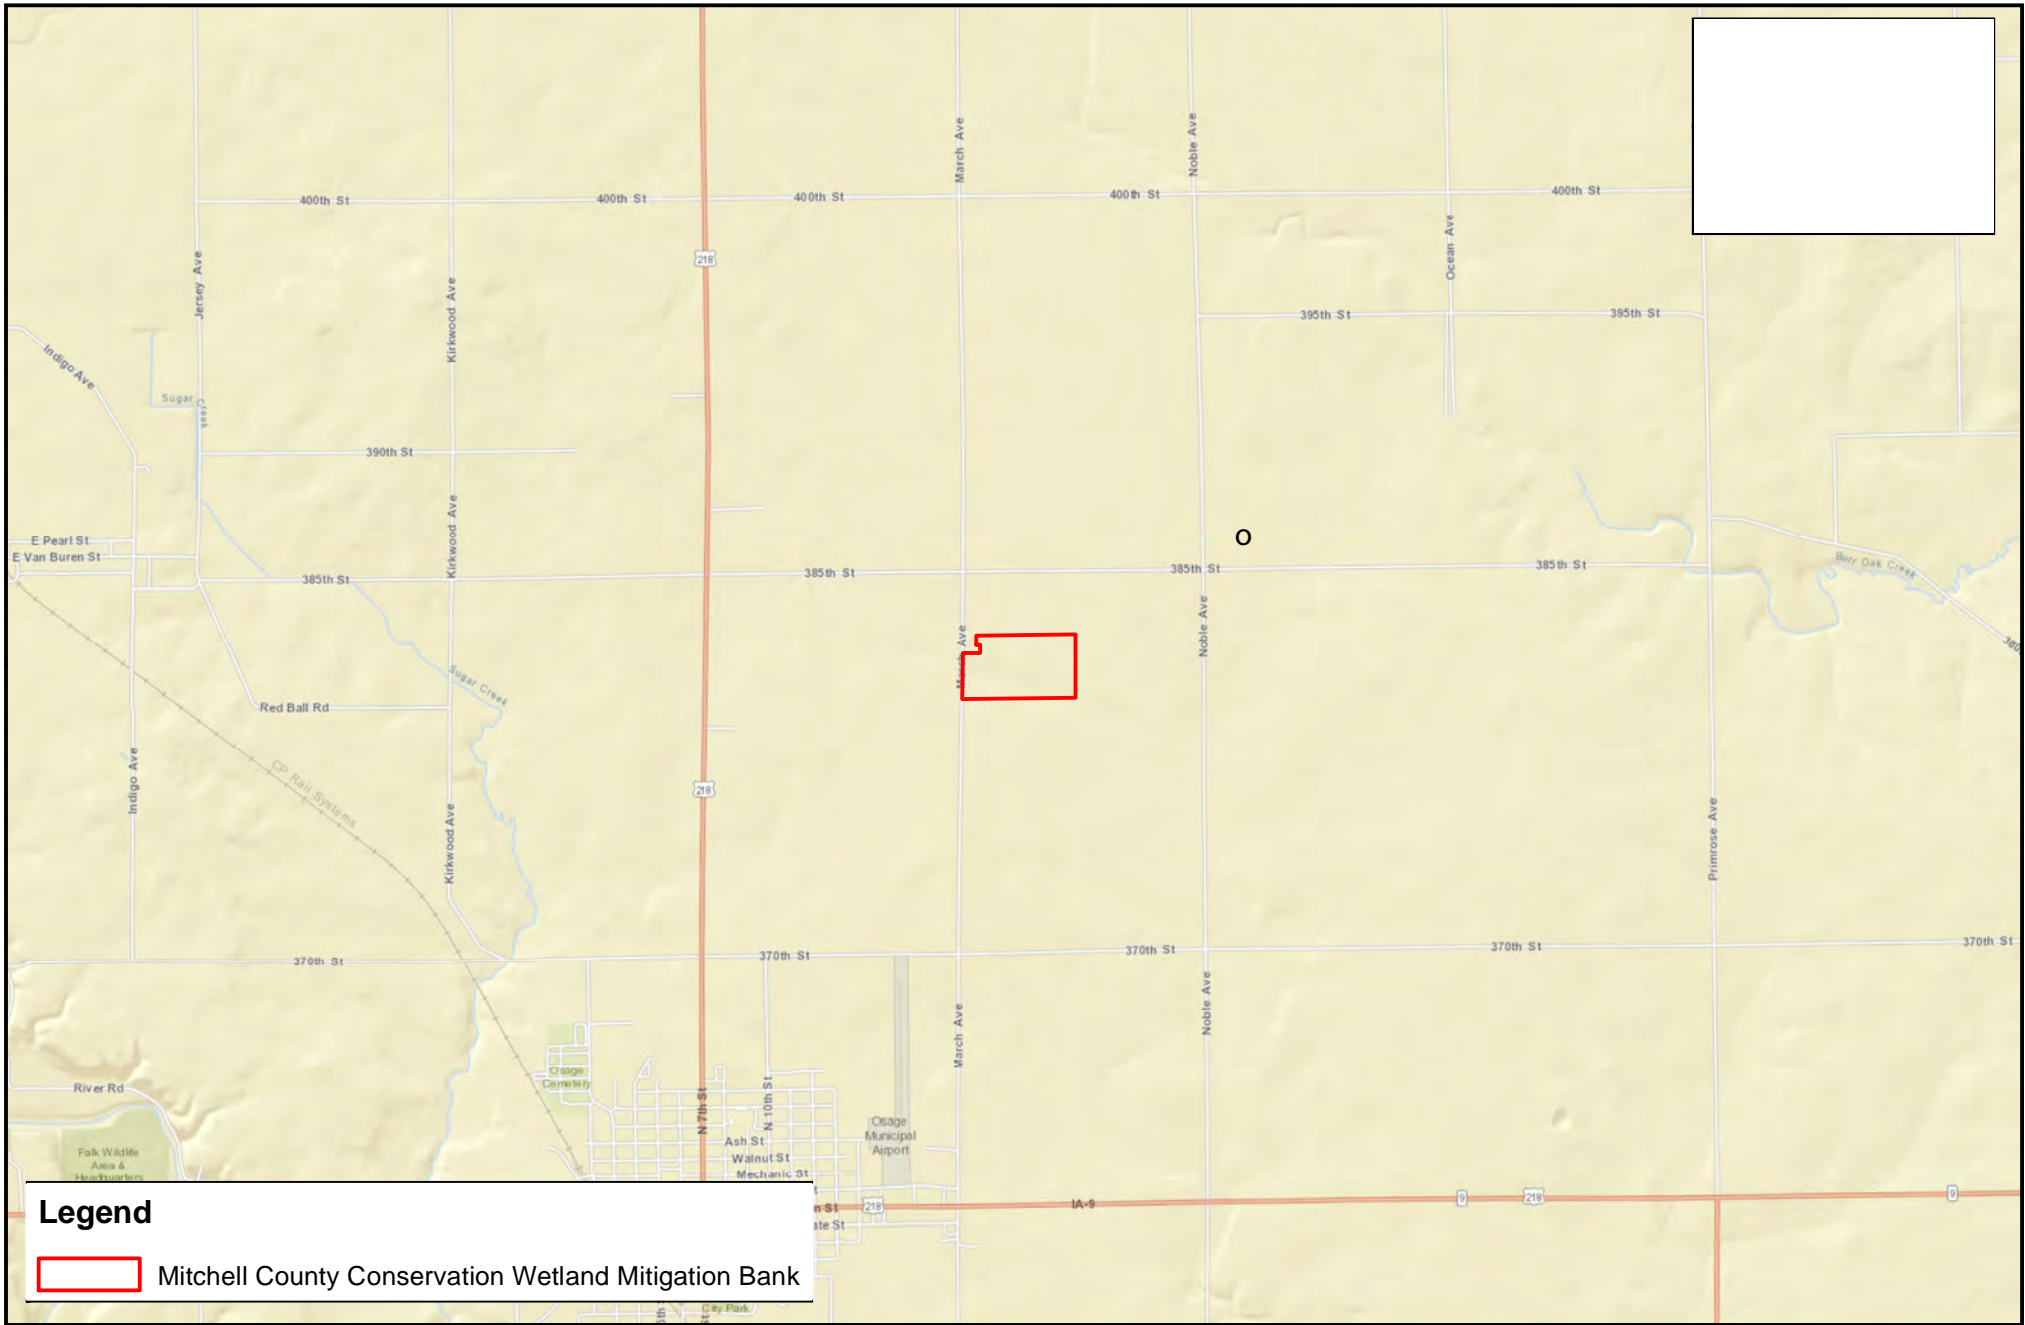 March Ave
Noble Ave
400th St
400th St
400th St
400th St
400th St
Jersey Ave
Kirkwood Ave
218
Ocean Ave
395th St
395th St
Indigo Ave
Sugar Creek
390th St
Kirkwood Ave
E Pearl St
E Van Buren St
o
385th St
385th St
385th St
385th St
Burr Oak Creek
March Ave
Noble Ave
380
Sugar Creek
Red Ball Rd
Indigo Ave
CP Rail Systems
218
Kirkwood Ave
Primrose Ave
370th St
370th St
370th St
370th St
370th St
March Ave
Noble Ave
Osage
Cemetery
River Rd
N 7th St
N 10th St
Osage
Municipal
Airport
Ash St
Walnut St
Mechanic St
Falk Wildlife
Area &
Headquarters
t
n St
218
IA-9
9
218
9
ate St
Legend
Mitchell County Conservation Wetland Mitigation Bank
City Park